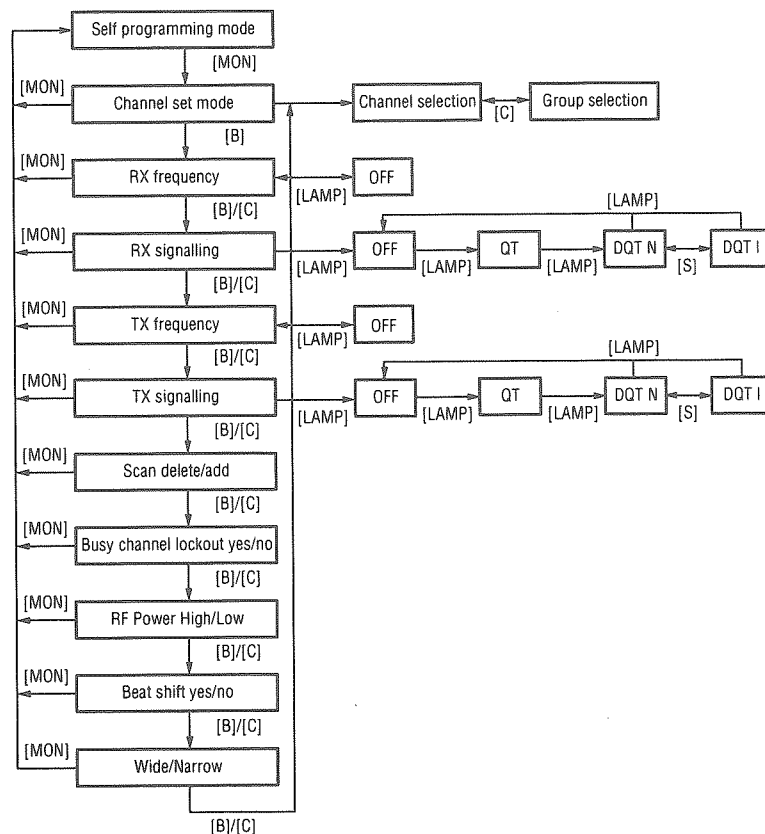 Self programming mode
[MON]
[MON]
Channel set mode
Channel selection
[C]
Group selection
[B]
[MON]
RX frequency
[LAMP]
OFF
[B]/[C]
[MON]
RX signalling
[LAMP]
OFF
[LAMP]
QT
[LAMP]
DQT N
[S]
DQT I
[LAMP]
[B]/[C]
[MON]
TX frequency
[LAMP]
OFF
[B]/[C]
[MON]
TX signalling
[LAMP]
OFF
[LAMP]
QT
[LAMP]
DQT N
[S]
DQT I
[LAMP]
[B]/[C]
[MON]
Scan delete/add
[B]/[C]
[MON]
Busy channel lockout yes/no
[B]/[C]
[MON]
RF Power High/Low
[B]/[C]
[MON]
Beat shift yes/no
[B]/[C]
[MON]
Wide/Narrow
[B]/[C]